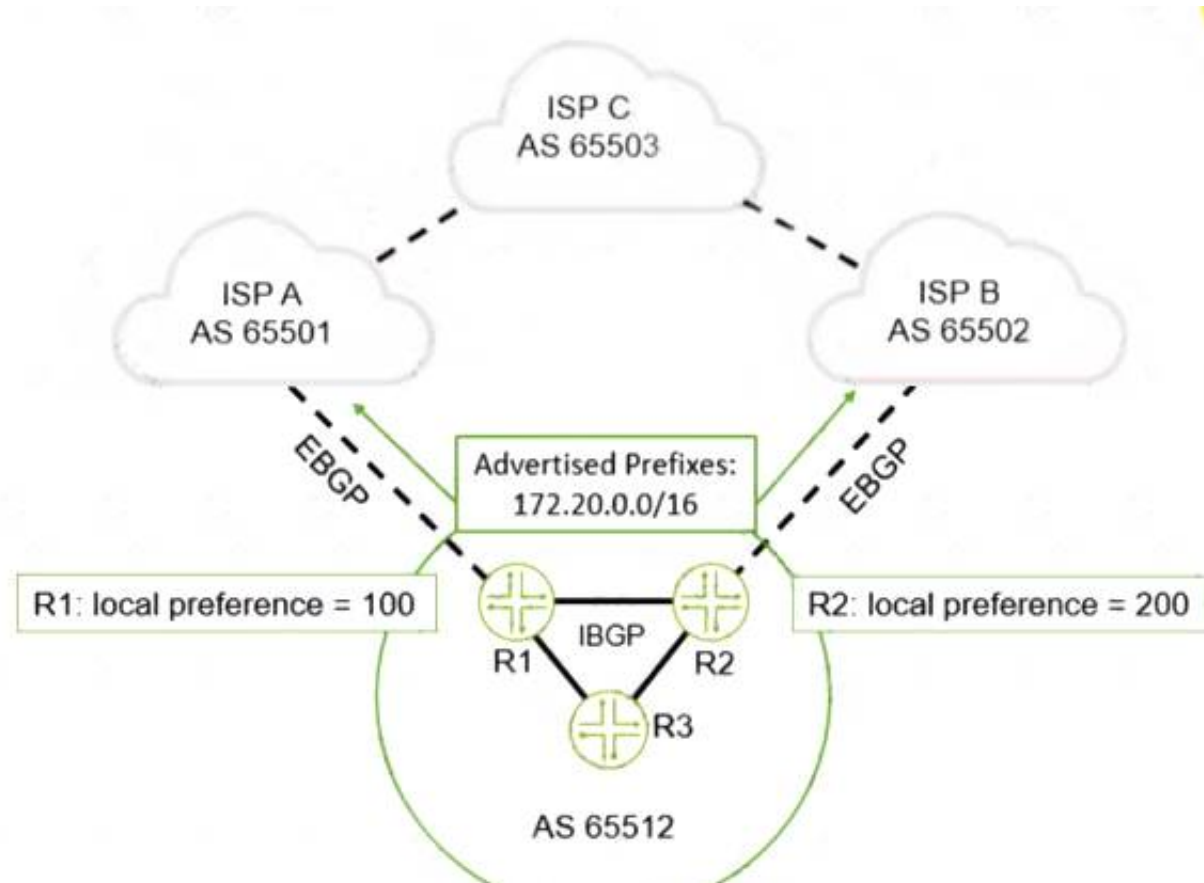 ISP C
AS 65503
ISP A
AS 65501
ISP B
AS 65502
EBGP
Advertised Prefixes:
172.20.0.0/16
EBGP
R1: local preference = 100
R2: local preference = 200
IBGP
R1
R2
R3
AS 65512